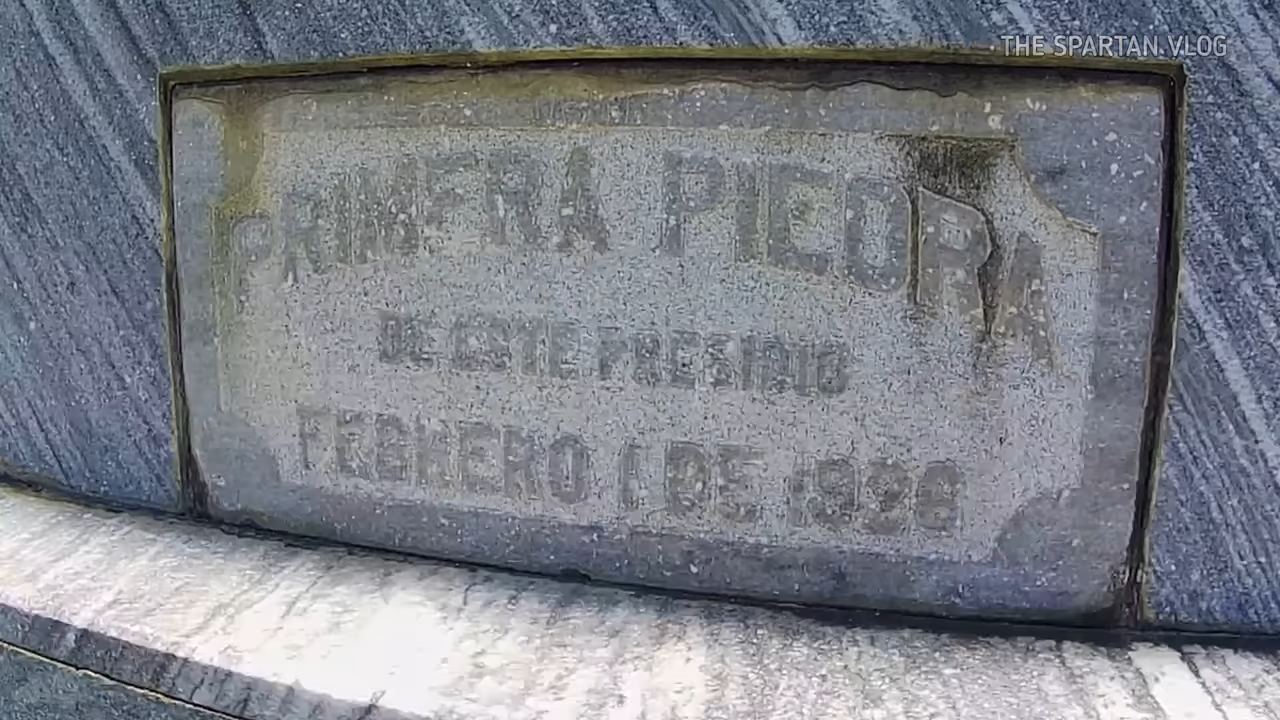 THE SPARTAN VLOG
PRIMERA PIEDRA
DE ESTE PRESIDIO
FEBRERO 1 DE 1926